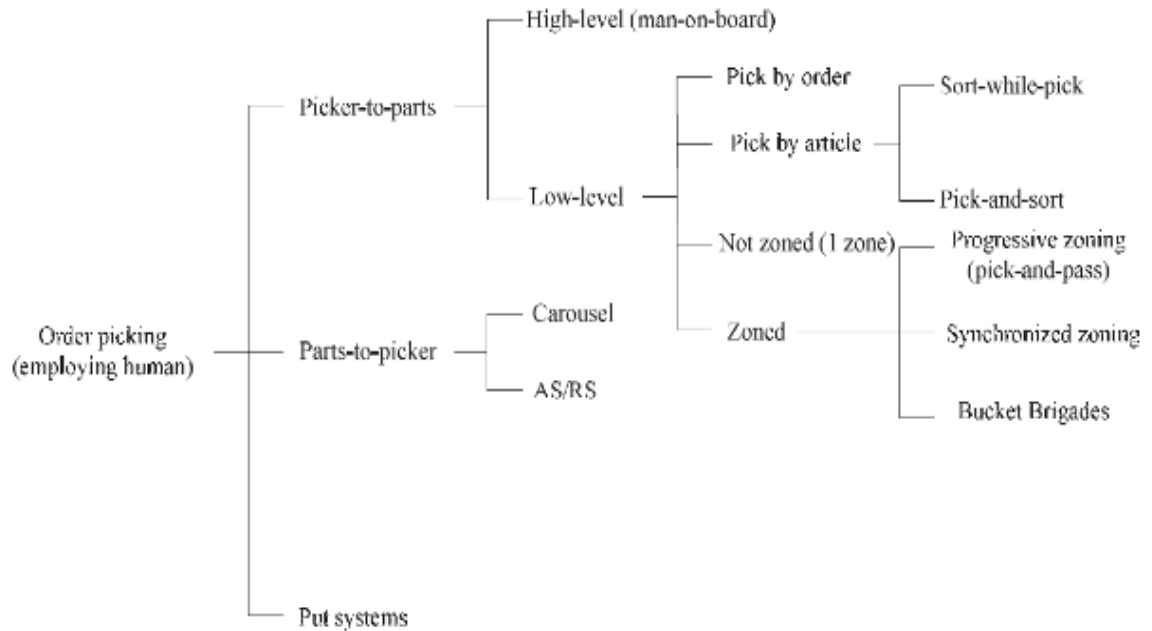 High-level (man-on-board)
Pick by order
Sort-while-pick
Picker-to-parts
Pick by article
Low-level
Pick-and-sort
Not zoned (1 zone)
Progressive zoning
(pick-and-pass)
Carousel
Zoned
Synchronized zoning
Order picking
(employing human)
Parts-to-picker
AS/RS
Bucket Brigades
Put systems